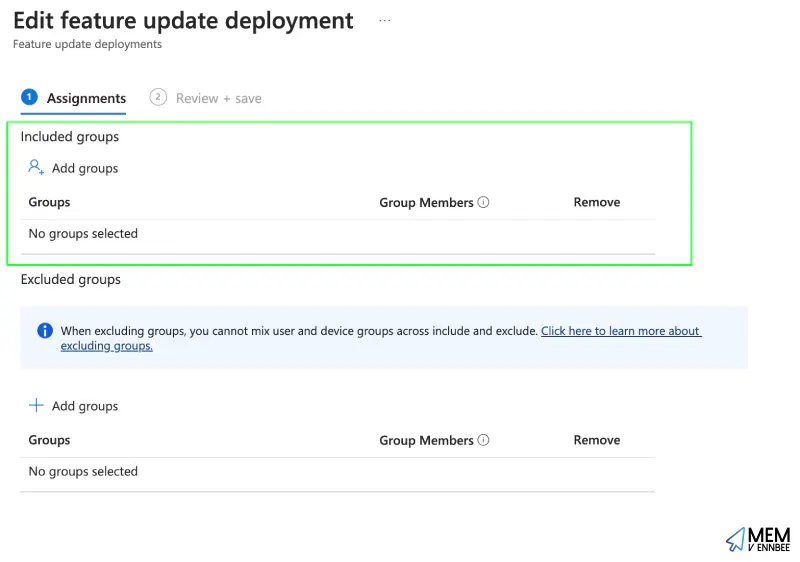 Edit feature update deployment ...
Feature update deployments
1 Assignments 2 Review + save
Included groups
Add groups
Groups Group Members Remove
No groups selected
Excluded groups
When excluding groups, you cannot mix user and device groups across include and exclude. Click here to learn more about
excluding groups.
Add groups
Groups Group Members Remove
No groups selected
MEM
V ENNBEE